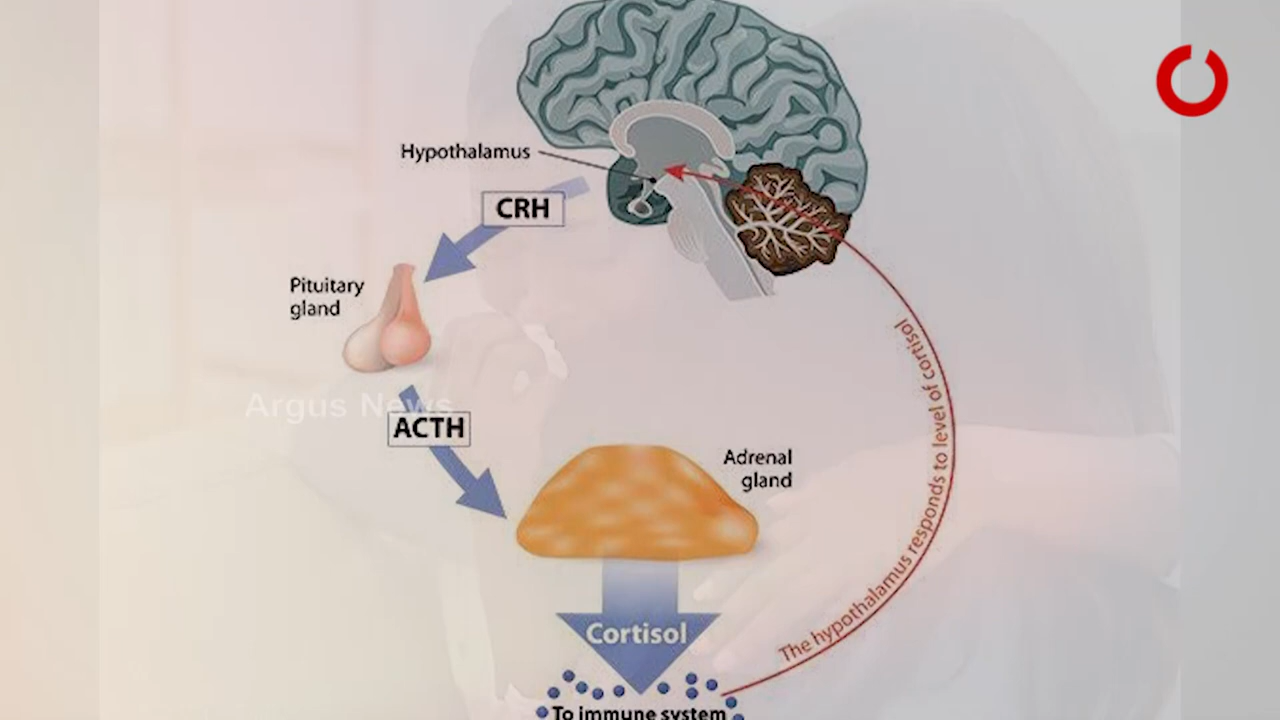 Hypothalamus
CRH
Pituitary
gland
Argus News
ACTH
Adrenal
gland
The hypothalamus responds to level of cortisol
Cortisol
To immune system